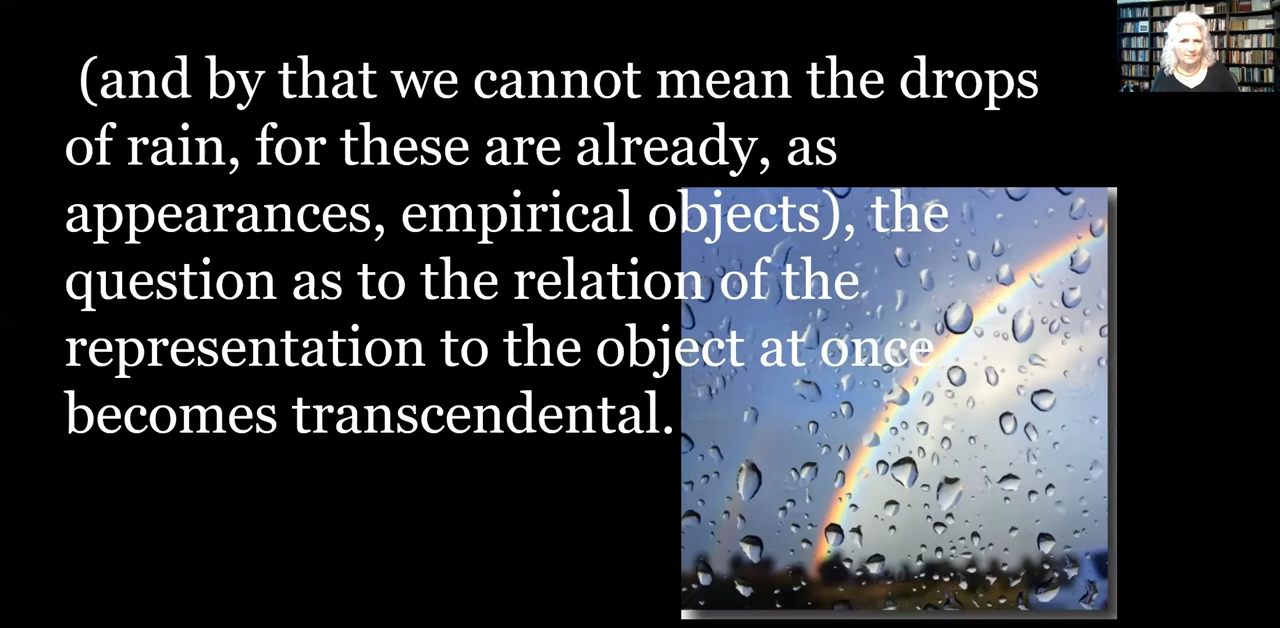 (and by that we cannot mean the drops
of rain, for these are already, as
appearances, empirical objects), the
question as to the relation of the
representation to the object at once
becomes transcendental.